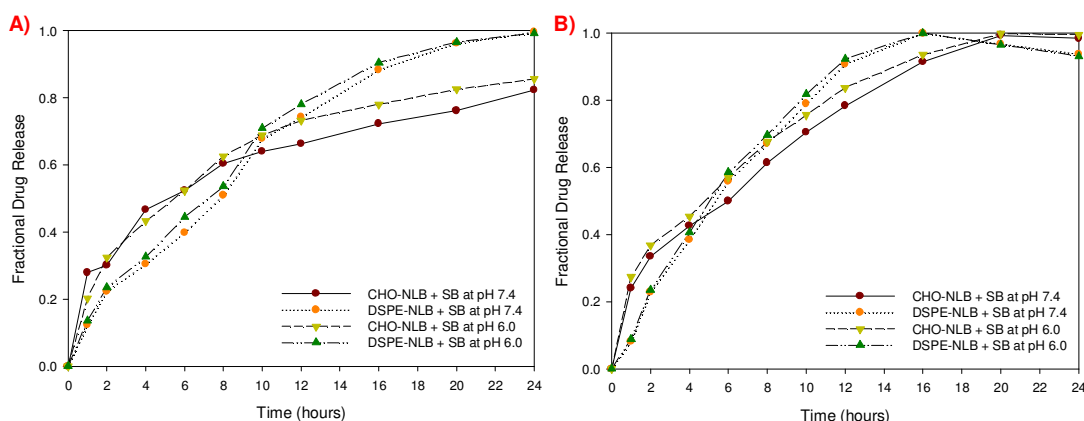 A)
Fractional Drug Release
1.0
0.8
0.6
0.4
0.2
0.0
CHO-NLB + SB at pH 7.4
DSPE-NLB + SB at pH 7.4
CHO-NLB + SB at pH 6.0
DSPE-NLB + SB at pH 6.0
0 2 4 6 8 10 12 14 16 18 20 22 24
Time (hours)
B)
Fractional Drug Release
1.0
0.8
0.6
0.4
0.2
0.0
CHO-NLB + SB at pH 7.4
DSPE-NLB + SB at pH 7.4
CHO-NLB + SB at pH 6.0
DSPE-NLB + SB at pH 6.0
0 2 4 6 8 10 12 14 16 18 20 22 24
Time (hours)